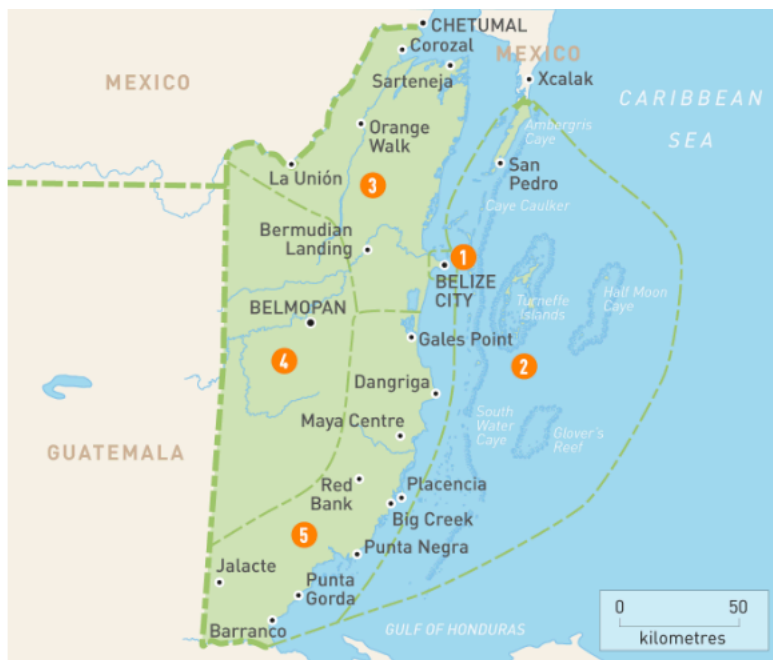 CHETUMAL
Corozal
MEXICO
MEXICO
Sarteneja
Xcalak
CARIBBEAN
SEA
Orange
Walk
Ambergris
Caye
La Unión
San
Pedro
3
Caye Caulker
Bermudian
Landing
1
BELIZE
CITY
BELMOPAN
Turneffe
Islands
Half Moon
Caye
Gales Point
4
2
Dangriga
Maya Centre
South
Water
Caye
Glover's
Reef
GUATEMALA
Red
Bank
Placencia
Big Creek
5
Punta Negra
Jalacte
Punta
Gorda
Barranco
GULF OF HONDURAS
0 50
kilometres